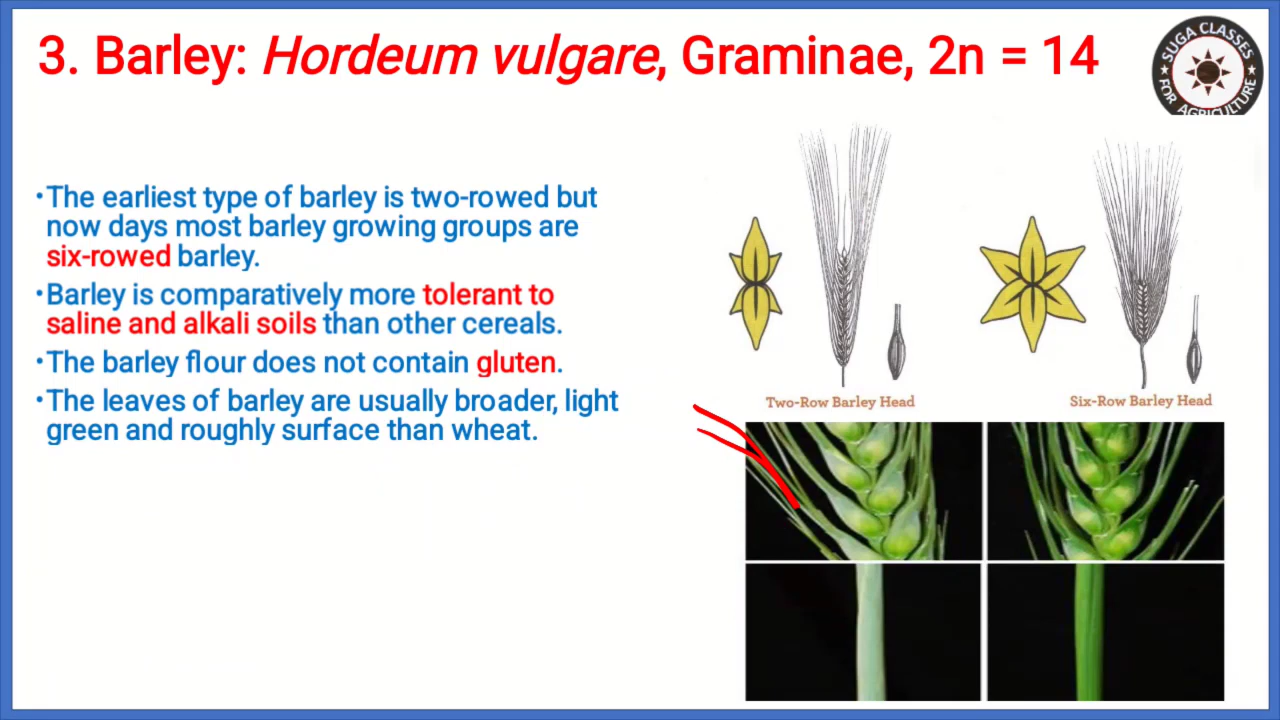 3. Barley: Hordeum vulgare, Graminae, 2n = 14
SUGA CLASSES
FOR AGRICULTURE
•The earliest type of barley is two-rowed but
now days most barley growing groups are
six-rowed barley.
•Barley is comparatively more tolerant to
saline and alkali soils than other cereals.
•The barley flour does not contain gluten.
•The leaves of barley are usually broader, light
green and roughly surface than wheat.
Two-Row Barley Head
Six-Row Barley Head